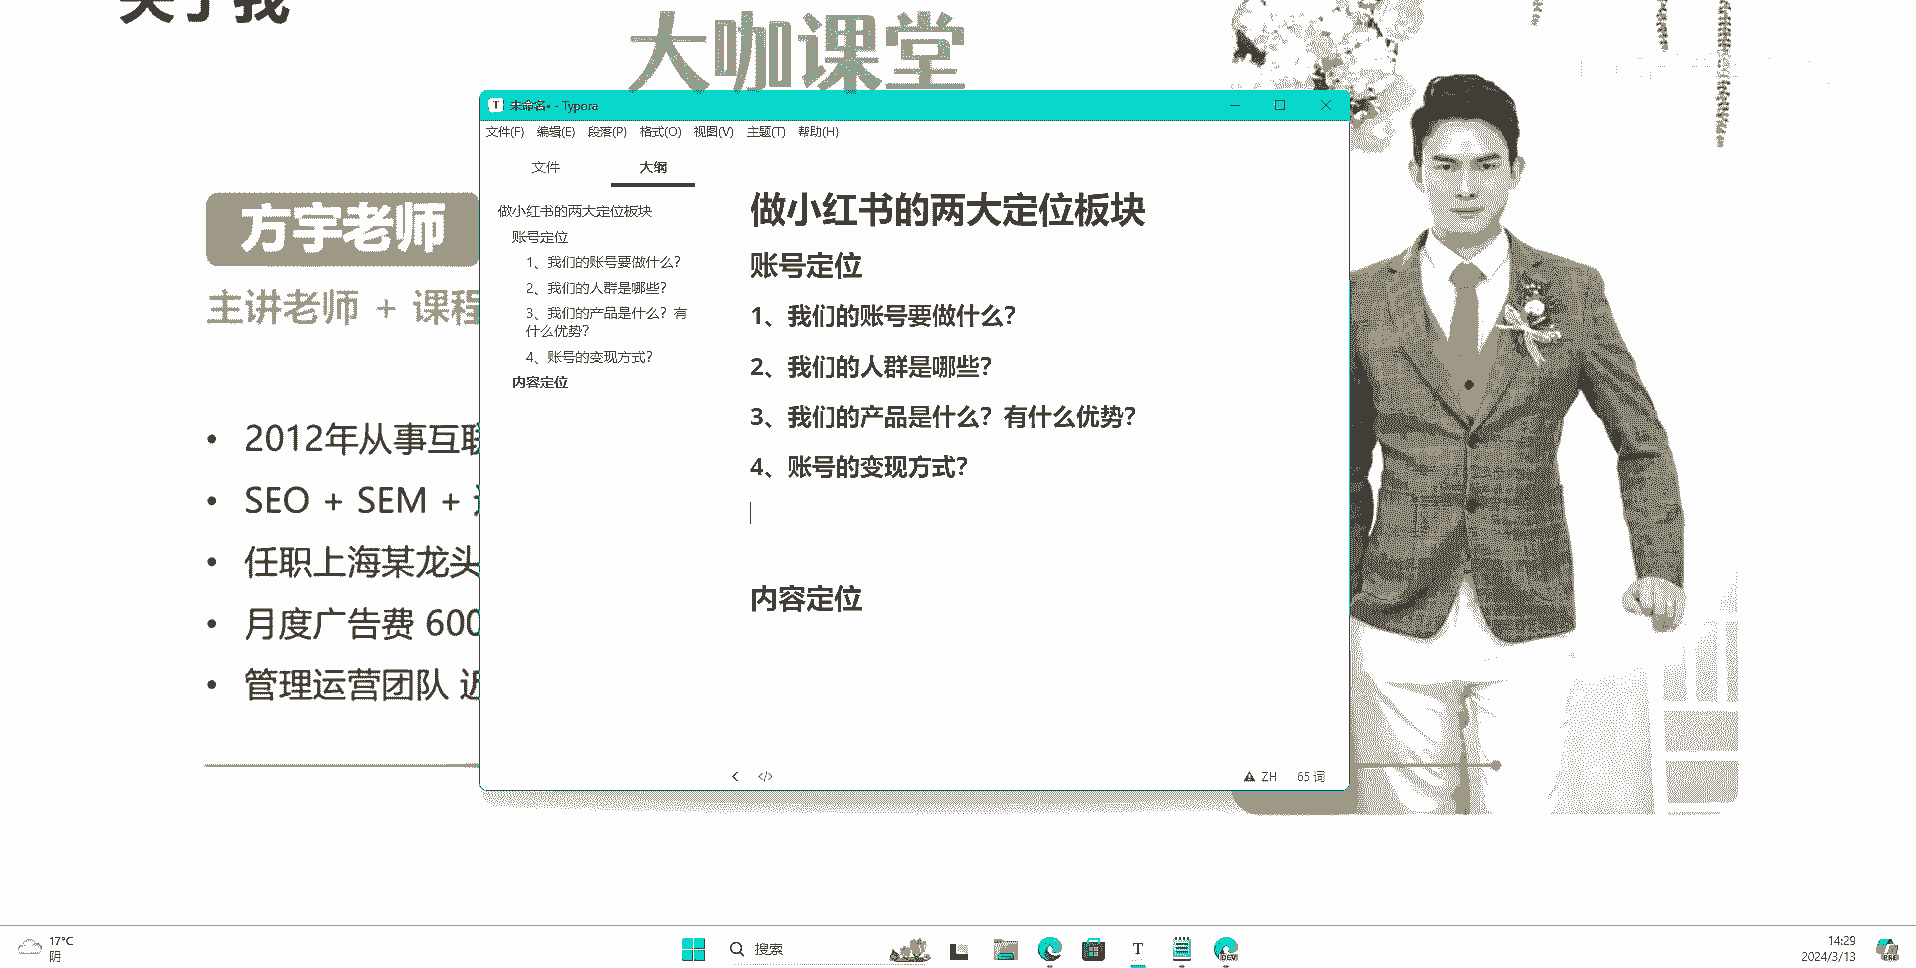 关于我
大咖课堂
方宇老师
主讲老师 + 课程
2012年从事互联
SEO + SEM +
任职上海某龙头
月度广告费 600
管理运营团队 近
未命名• - Typora
文件(F) 编辑(E) 段落(P) 格式(O) 视图(V) 主题(T) 帮助(H)
文件 大纲
做小红书的两大定位板块
账号定位
1、我们的账号要做什么?
2、我们的人群是哪些?
3、我们的产品是什么? 有
什么优势?
4、账号的变现方式?
内容定位
做小红书的两大定位板块
账号定位
1、我们的账号要做什么?
2、我们的人群是哪些?
3、我们的产品是什么? 有什么优势?
4、账号的变现方式?
内容定位
ZH 65 词
17°C
阴
搜索
T
DEV
14:29
2024/3/13
PRE